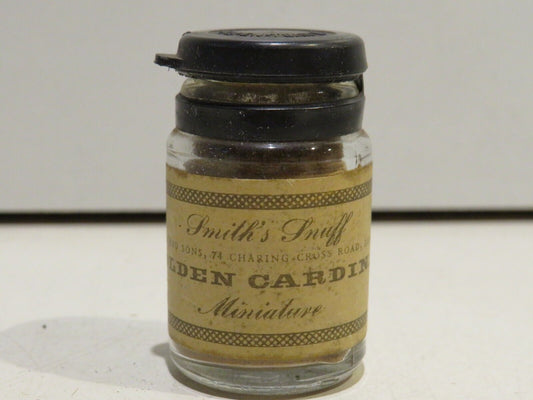 Smith's Snuff
SONS, 74 CHARING CROSS ROAD,
LDEN CARDIN
Miniature